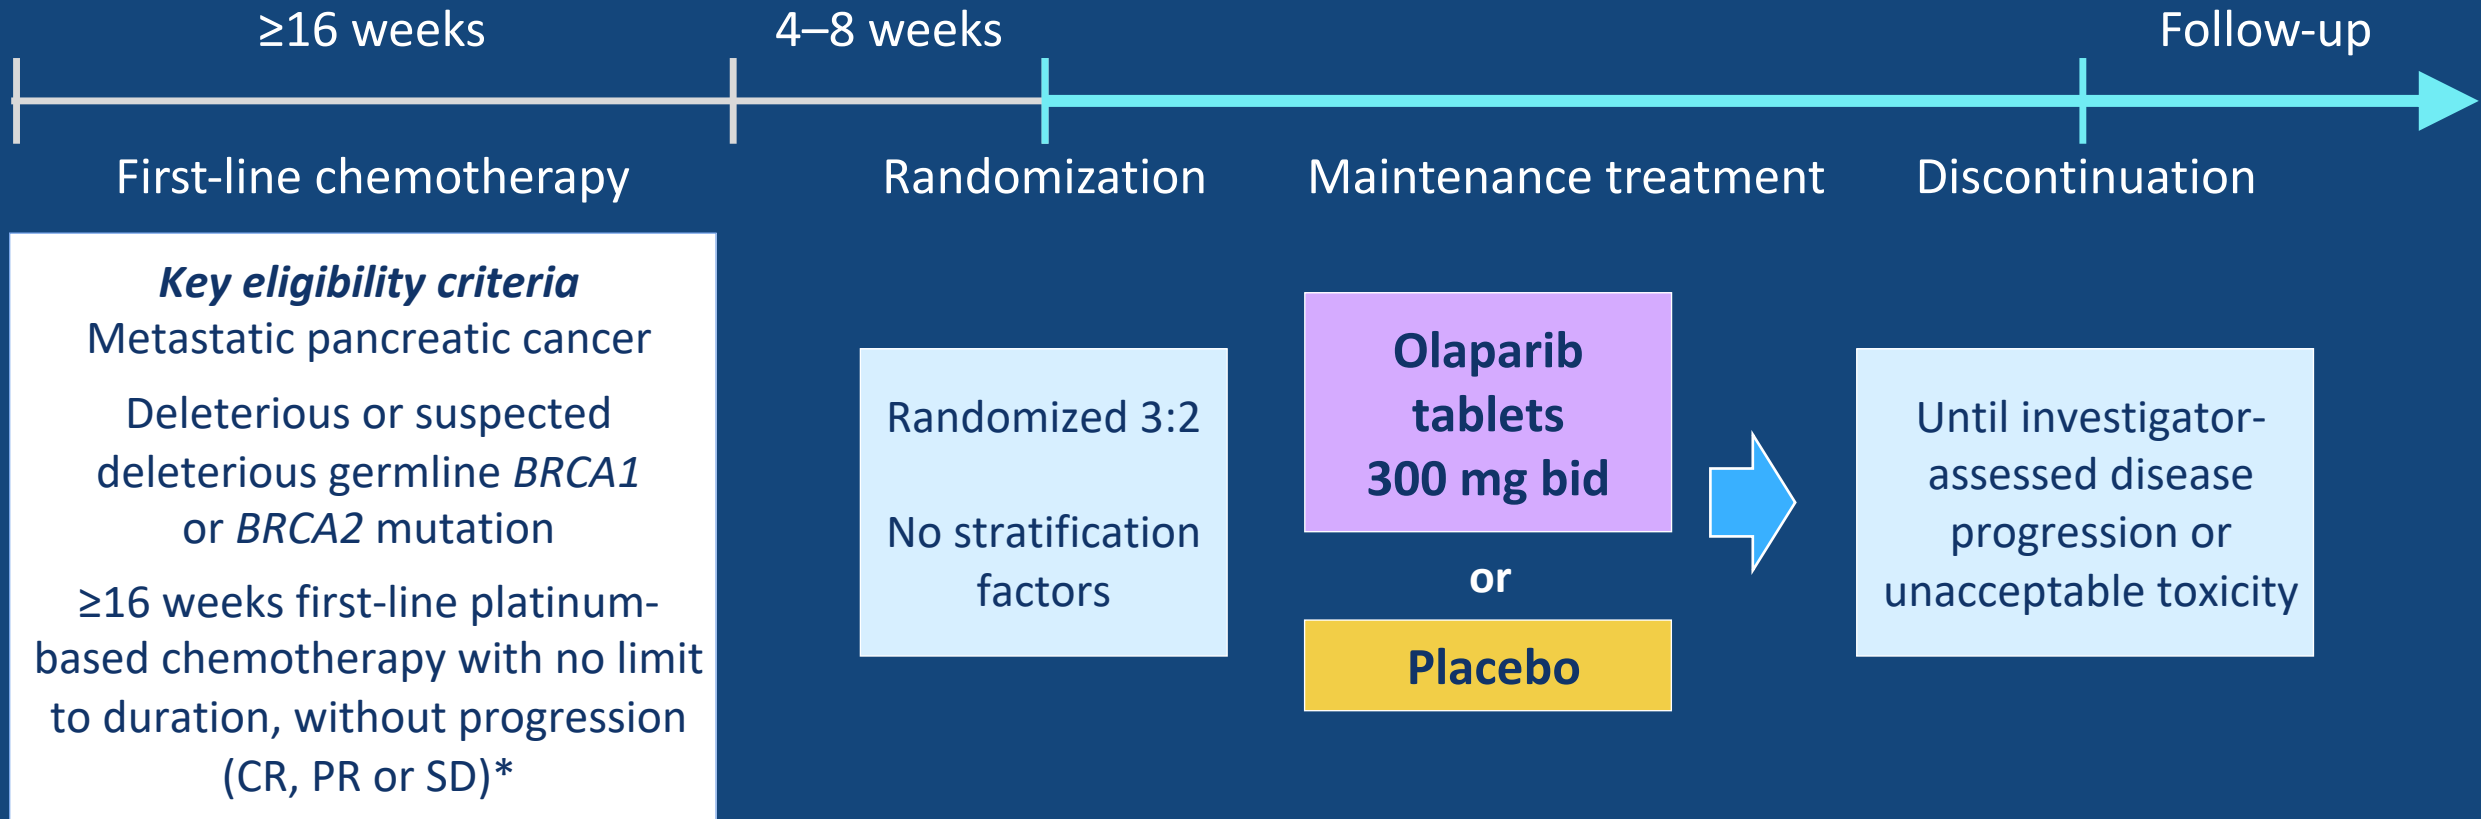 ≥16 weeks
4–8 weeks
Follow-up
First-line chemotherapy
Randomization
Maintenance treatment
Discontinuation
Key eligibility criteria
Metastatic pancreatic cancer
Deleterious or suspected
deleterious germline BRCA1
or BRCA2 mutation
≥16 weeks first-line platinum-
based chemotherapy with no limit
to duration, without progression
(CR, PR or SD)*
Randomized 3:2
No stratification
factors
Olaparib
tablets
300 mg bid
or
Placebo
Until investigator-
assessed disease
progression or
unacceptable toxicity